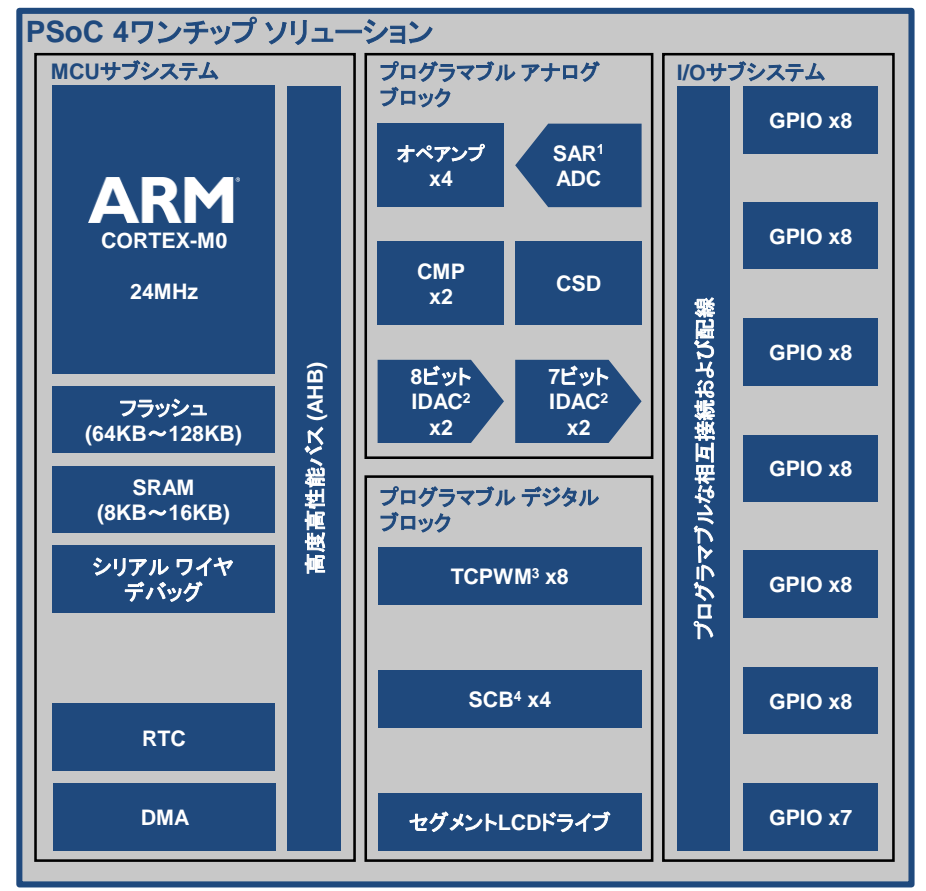 PSoC 4ワンチップ ソリューション
MCUサブシステム
ARM
CORTEX-M0
24MHz
フラッシュ
(64KB～128KB)
SRAM
(8KB～16KB)
シリアル ワイヤ
デバッグ
RTC
DMA
高度高性能バス (AHB)
プログラマブル アナログ
ブロック
オペアンプ
x4
SAR¹
ADC
CMP
x2
CSD
8ビット
IDAC²
x2
7ビット
IDAC²
x2
プログラマブル デジタル
ブロック
TCPWM³ x8
SCB⁴ x4
セグメントLCDドライブ
I/Oサブシステム
プログラマブルな相互接続および配線
GPIO x8
GPIO x8
GPIO x8
GPIO x8
GPIO x8
GPIO x8
GPIO x7